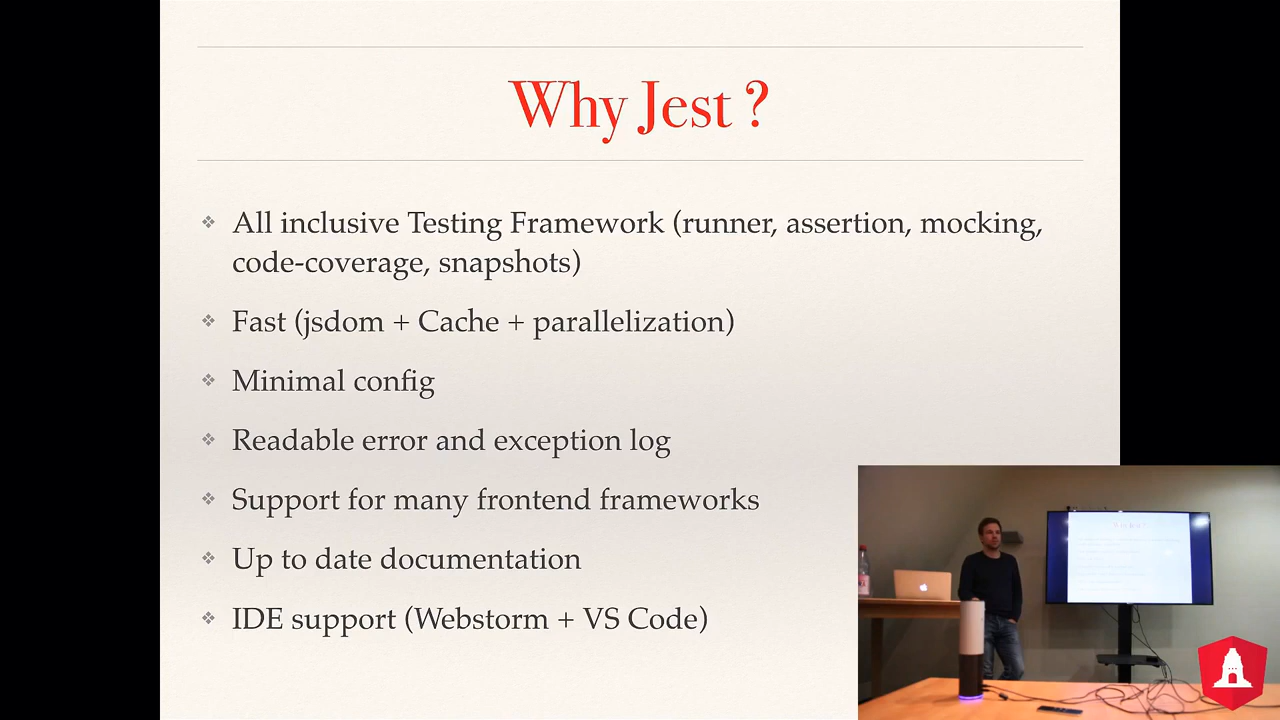 Why Jest ?
All inclusive Testing Framework (runner, assertion, mocking,
code-coverage, snapshots)
Fast (jsdom + Cache + parallelization)
Minimal config
Readable error and exception log
Support for many frontend frameworks
Up to date documentation
IDE support (Webstorm + VS Code)